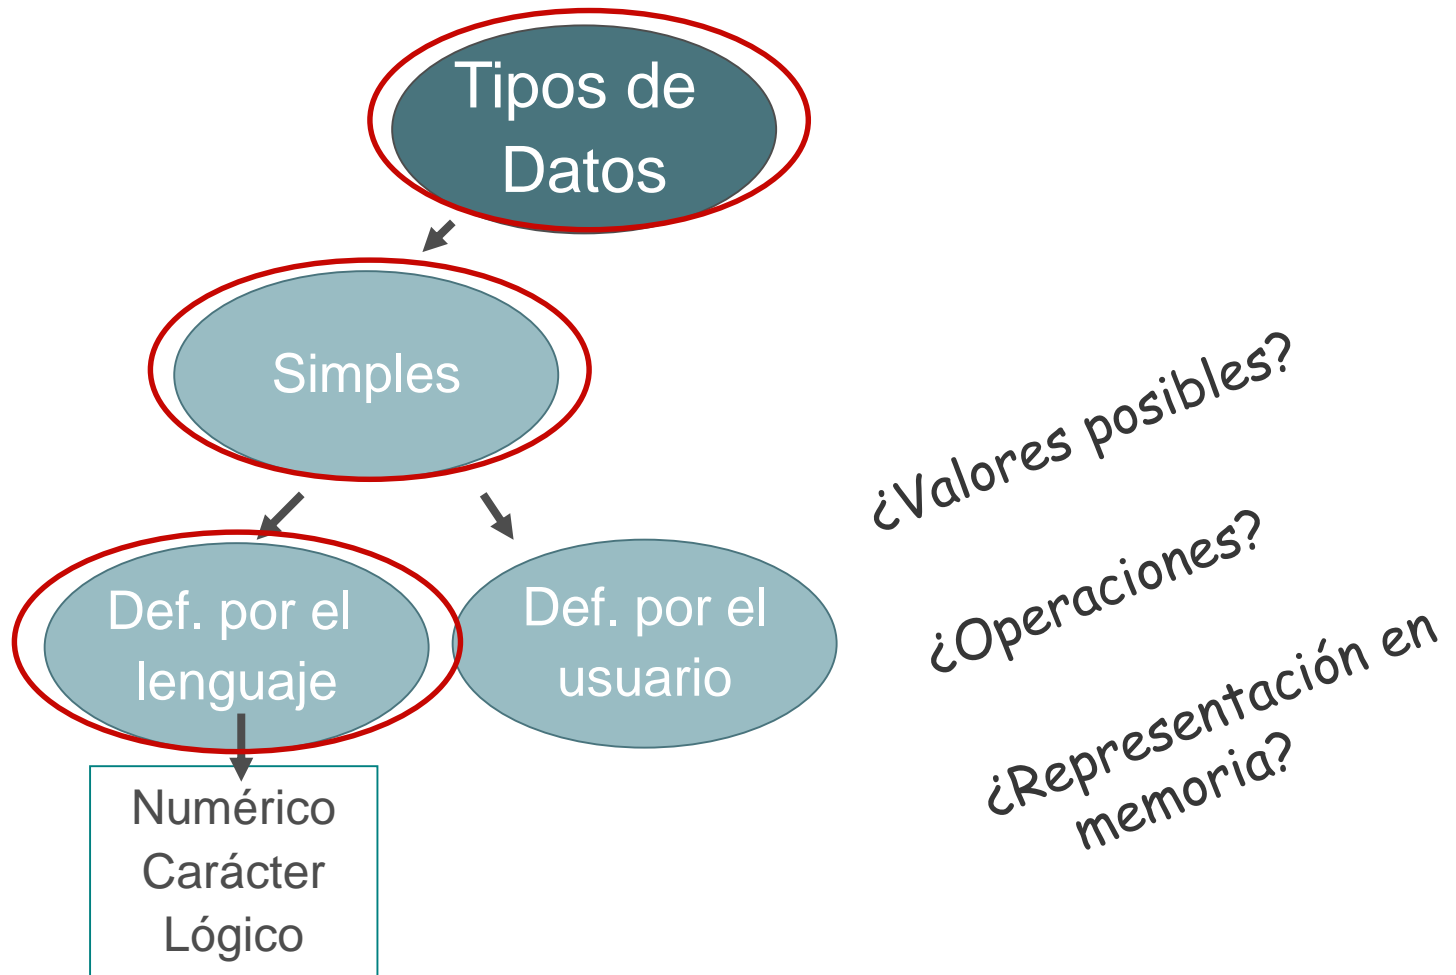 Tipos de
Datos
Simples
Def. por el
lenguaje
Def. por el
usuario
Numérico
Carácter
Lógico
¿Valores posibles?
¿Operaciones?
¿Representación en
memoria?